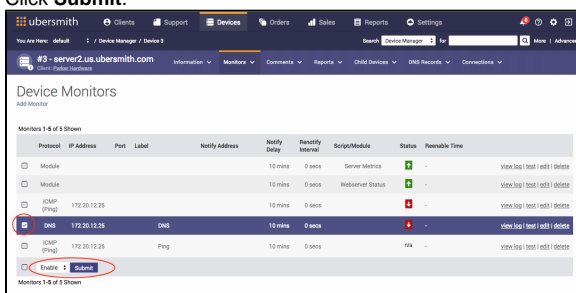 Click Submit.
ubersmith Clients Support Devices Orders Sales Reports Settings
You Are Here: default / Device Manager / Device 3 Search Device Manager for More | Advanced
#3 - server2.us.ubersmith.com Information Monitors Comments Reports Child Devices DNS Records Connections
Client: Parker Hardware
Device Monitors
Add Monitor
Monitors 1-5 of 5 Shown
Protocol IP Address Port Label Notify Address Notify Delay Renotify Interval Script/Module Status Reenable Time
Module 10 mins 0 secs Server Metrics - view log | test | edit | delete
Module 10 mins 0 secs Webserver Status - view log | test | edit | delete
ICMP (Ping) 172.20.12.25 10 mins 0 secs - view log | test | edit | delete
DNS 172.20.12.25 DNS 10 mins 0 secs - view log | test | edit | delete
ICMP (Ping) 172.20.12.25 Ping 10 mins 0 secs n/a - view log | test | edit | delete
Enable Submit
Monitors 1-5 of 5 Shown